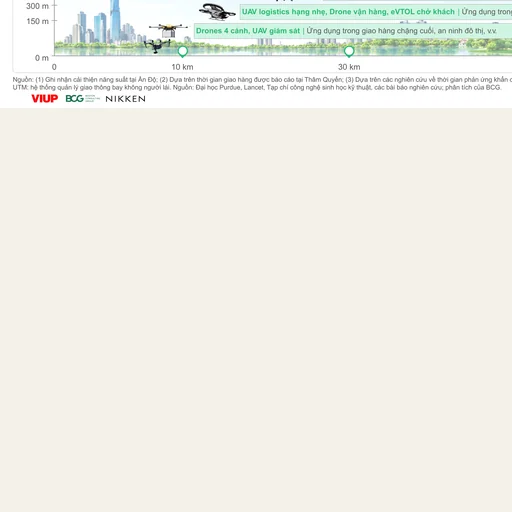 300 m
UAV logistics hạng nhẹ, Drone vận hàng, eVTOL chở khách | Ứng dụng trong
150 m
Drones 4 cánh, UAV giám sát | Ứng dụng trong giao hàng chặng cuối, an ninh đô thị, v.v.
0 m
0 10 km 30 km
Nguồn: (1) Ghi nhận cải thiện năng suất tại Ấn Độ; (2) Dựa trên thời gian giao hàng được báo cáo tại Thâm Quyến; (3) Dựa trên các nghiên cứu về thời gian phản ứng khẩn
UTM: hệ thống quản lý giao thông bay không người lái. Nguồn: Đại học Purdue, Lancet, Tạp chí công nghệ sinh học kỹ thuật, các bài báo nghiên cứu; phân tích của BCG.
VIUP BCG NIKKEN